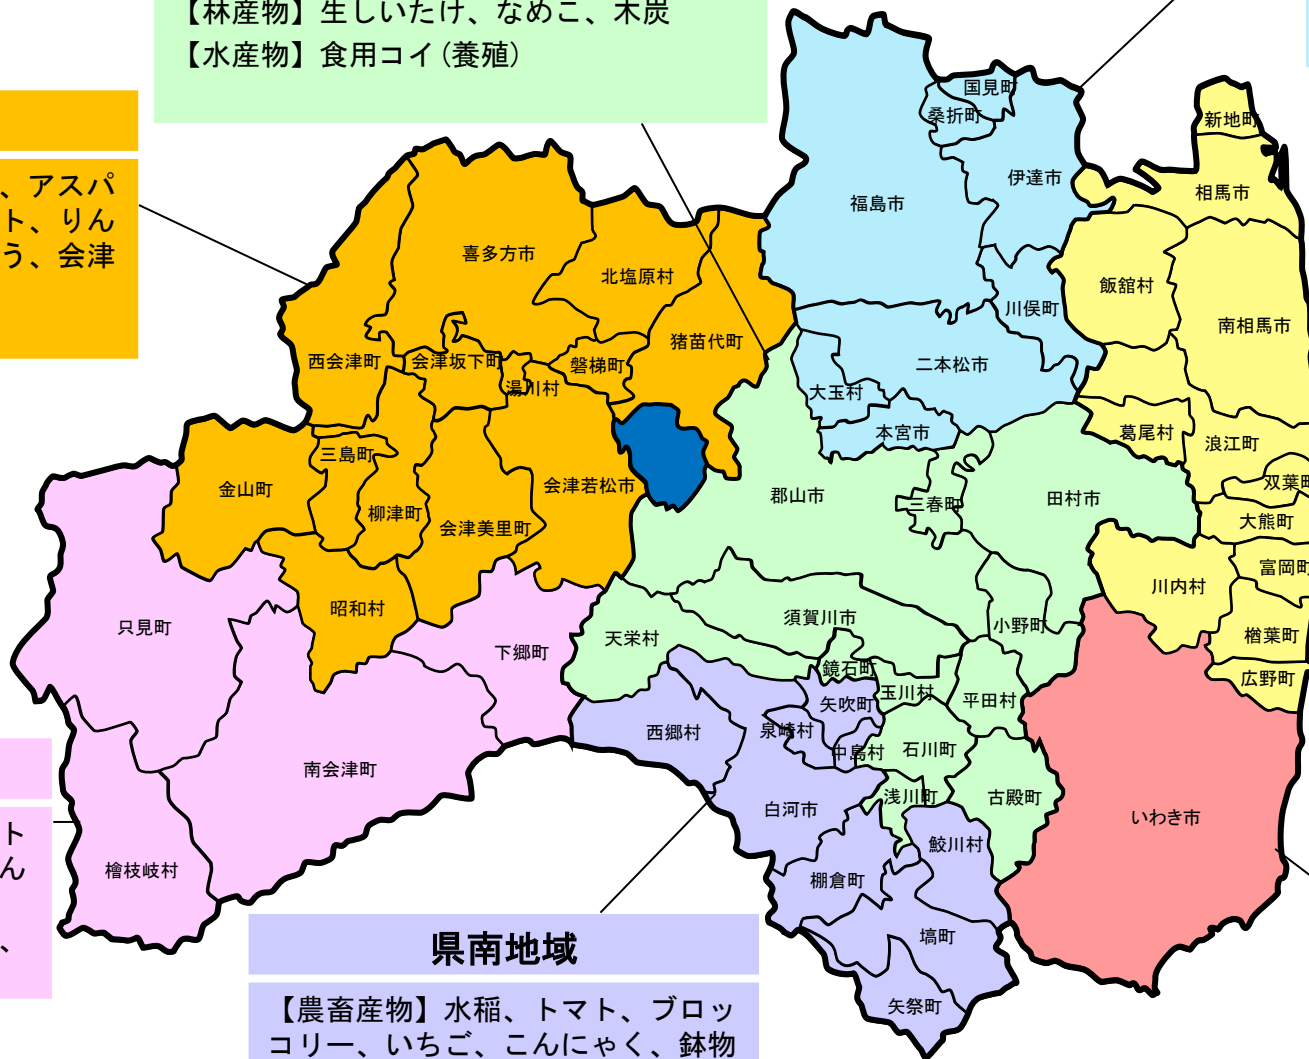 【林産物】生しいたけ、なめこ、木炭
【水産物】食用コイ(養殖)
、アスパ
ト、りん
う、会津
国見町
桑折町
新地町
伊達市
相馬市
福島市
喜多方市
北塩原村
飯舘村
川俣町
南相馬市
猪苗代町
西会津町
会津坂下町
磐梯町
二本松市
湯川村
大玉村
本宮市
葛尾村
浪江町
三島町
金山町
会津若松市
郡山市
三春町
田村市
双葉町
柳津町
会津美里町
大熊町
富岡町
川内村
昭和村
只見町
須賀川市
小野町
楢葉町
天栄村
下郷町
鏡石町
広野町
玉川村
平田村
矢吹町
西郷村
泉崎村
中島村
石川町
南会津町
浅川町
古殿町
白河市
いわき市
鮫川村
ト
ん
、
檜枝岐村
棚倉町
塙町
矢祭町
県南地域
【農畜産物】水稲、トマト、ブロッ
コリー、いちご、こんにゃく、鉢物